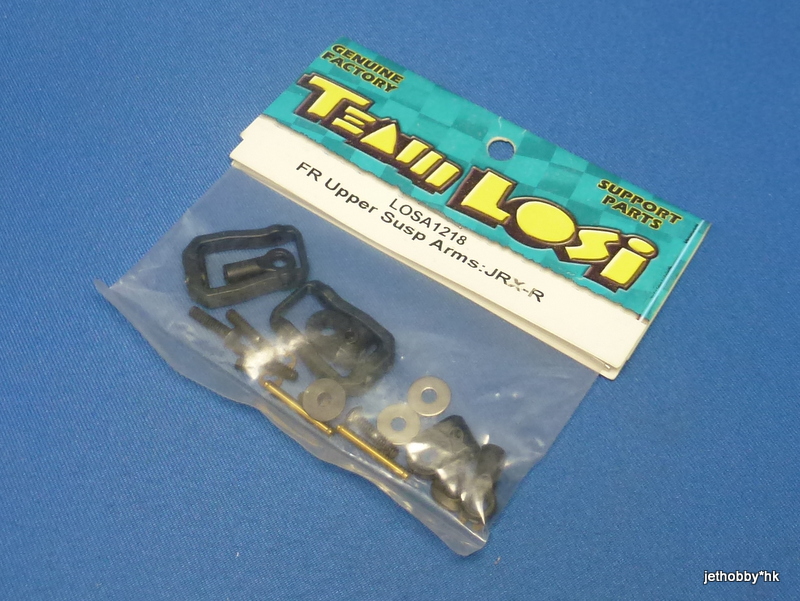 GENUINE
FACTORY
TEAM LOSi
SUPPORT
PARTS
LOSA1218
FR Upper Susp Arms:JRX-R
jethobby*hk